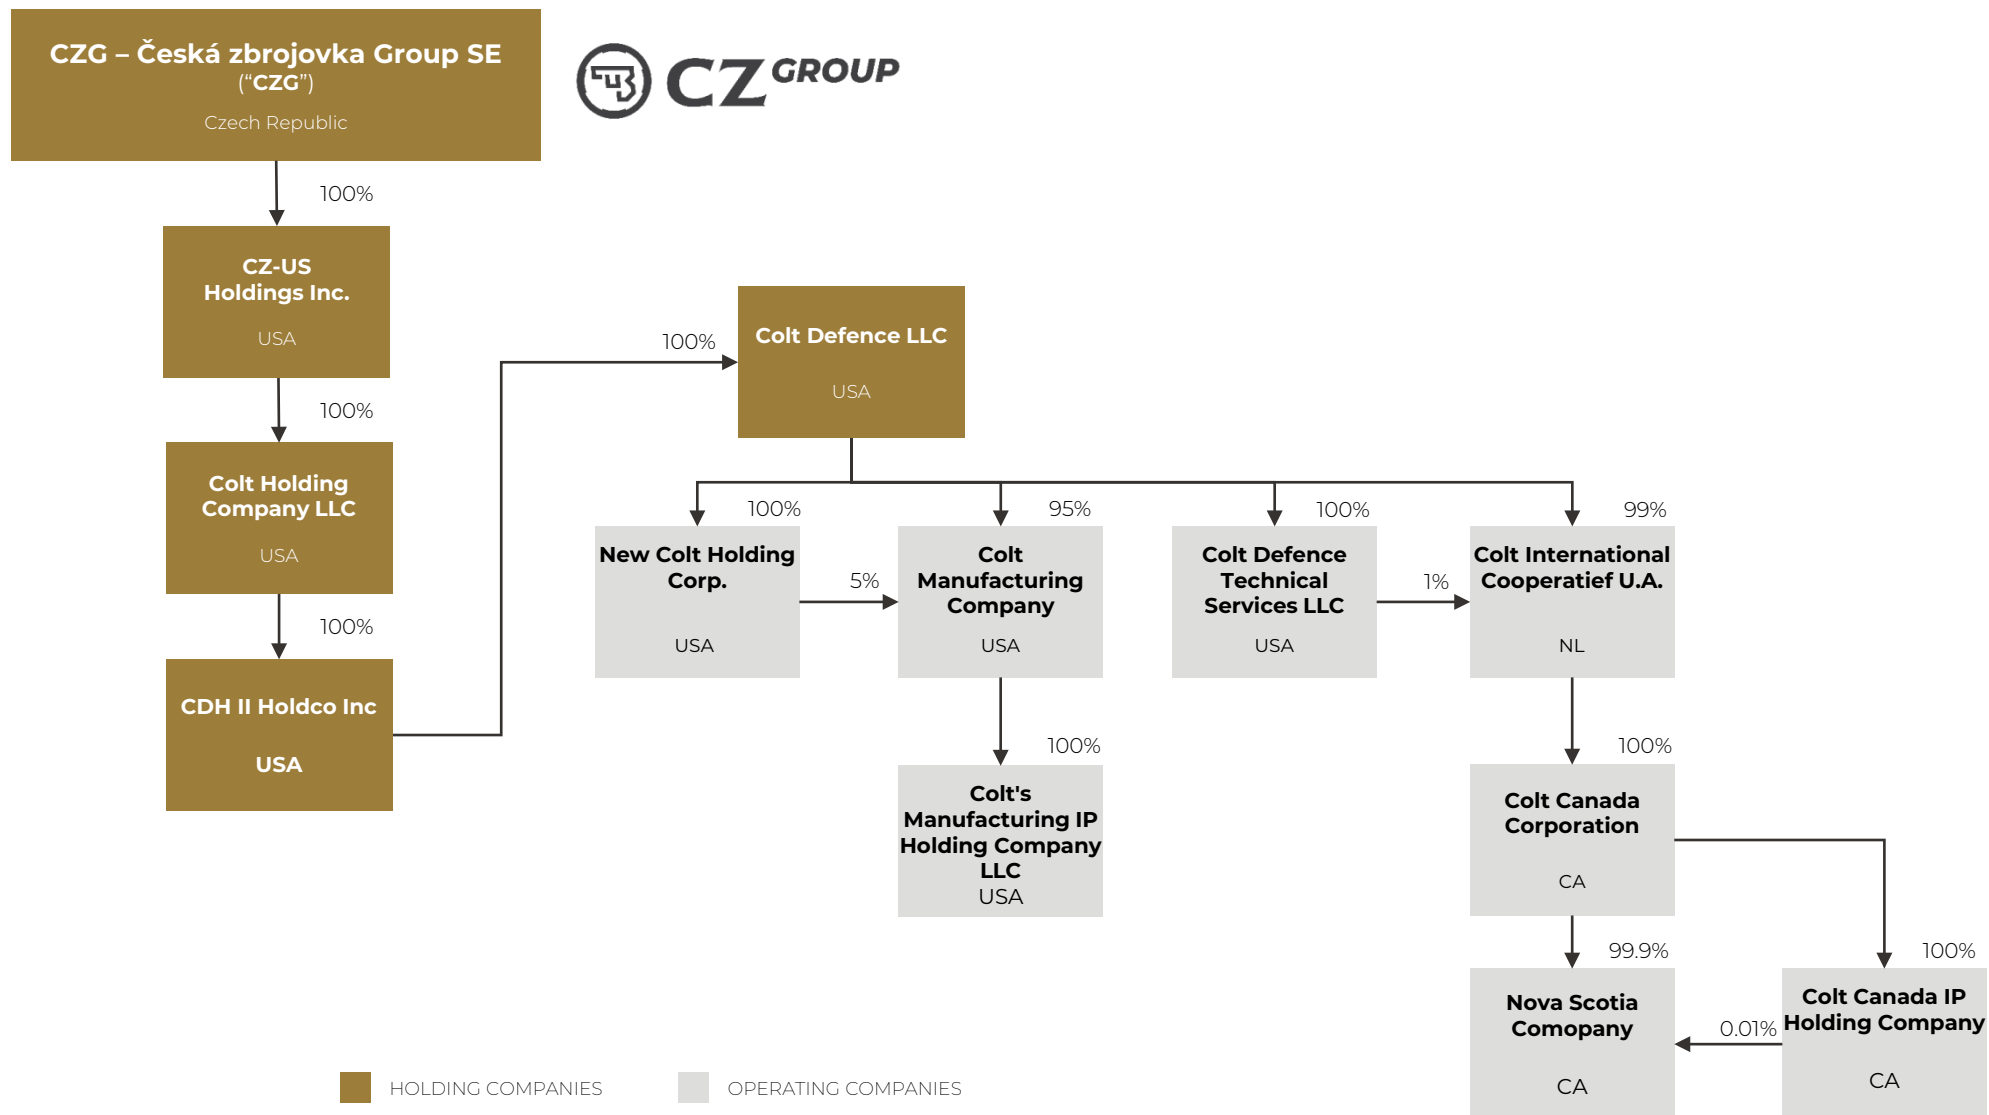 CZG – Česká zbrojovka Group SE
(“CZG”)
Czech Republic
CZ GROUP
100%
CZ-US
Holdings Inc.
USA
100%
Colt Holding
Company LLC
USA
100%
CDH II Holdco Inc
USA
100%
Colt Defence LLC
USA
100%
New Colt Holding
Corp.
USA
5%
95%
Colt
Manufacturing
Company
USA
100%
Colt's
Manufacturing IP
Holding Company
LLC
USA
100%
Colt Defence
Technical
Services LLC
USA
1%
99%
Colt International
Cooperatief U.A.
NL
100%
Colt Canada
Corporation
CA
99.9%
Nova Scotia
Comopany
CA
0.01%
100%
Colt Canada IP
Holding Company
CA
HOLDING COMPANIES
OPERATING COMPANIES